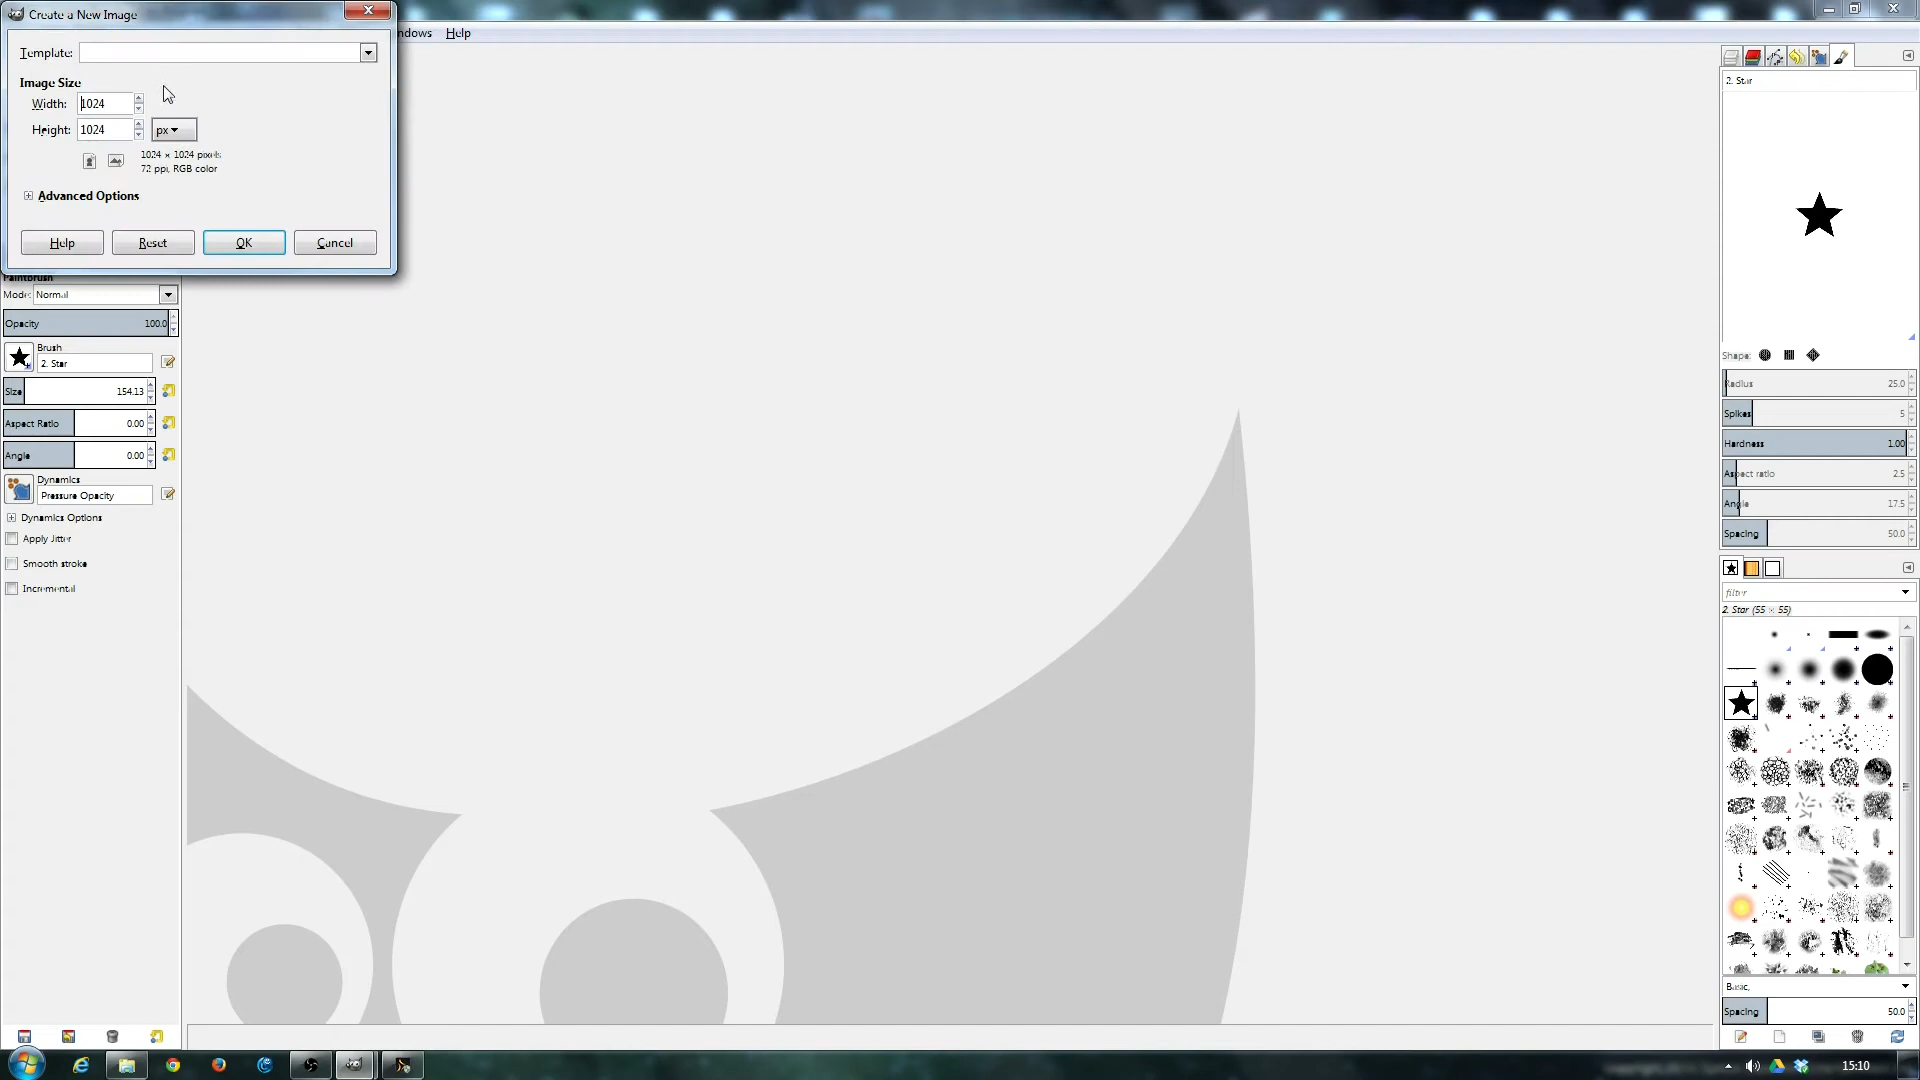 Create a New Image
Template:
Image Size
Width: 1024
Height: 1024 px
1024 × 1024 pixels
72 ppi, RGB color
Advanced Options
Help Reset OK Cancel
ndows Help
Paintbrush
Mode: Normal
Opacity 100.0
Brush
2. Star
Size 154.13
Aspect Ratio 0.00
Angle 0.00
Dynamics
Pressure Opacity
Dynamics Options
Apply Jitter
Smooth stroke
Incremental
2. Star
Shape:
Radius 25.0
Spikes 5
Hardness 1.00
Aspect ratio 2.5
Angle 17.5
Spacing 50.0
filter
2. Star (55 × 55)
Basic,
Spacing 50.0
15:10